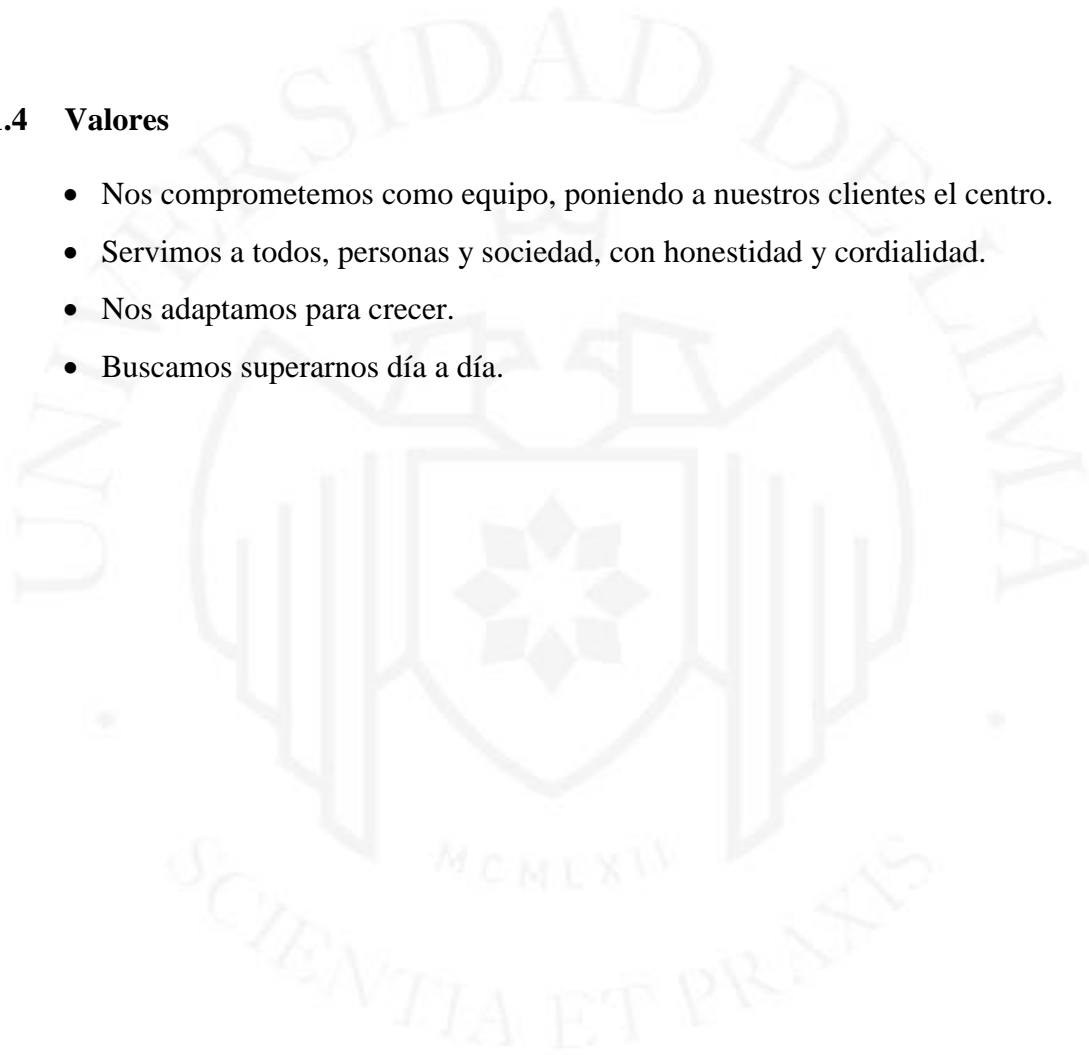 .4 Valores
• Nos comprometemos como equipo, poniendo a nuestros clientes el centro.
• Servimos a todos, personas y sociedad, con honestidad y cordialidad.
• Nos adaptamos para crecer.
• Buscamos superarnos día a día.
UNIVERSIDAD DE LIMA
MCMLXII
SCIENTIA ET PRAXIS